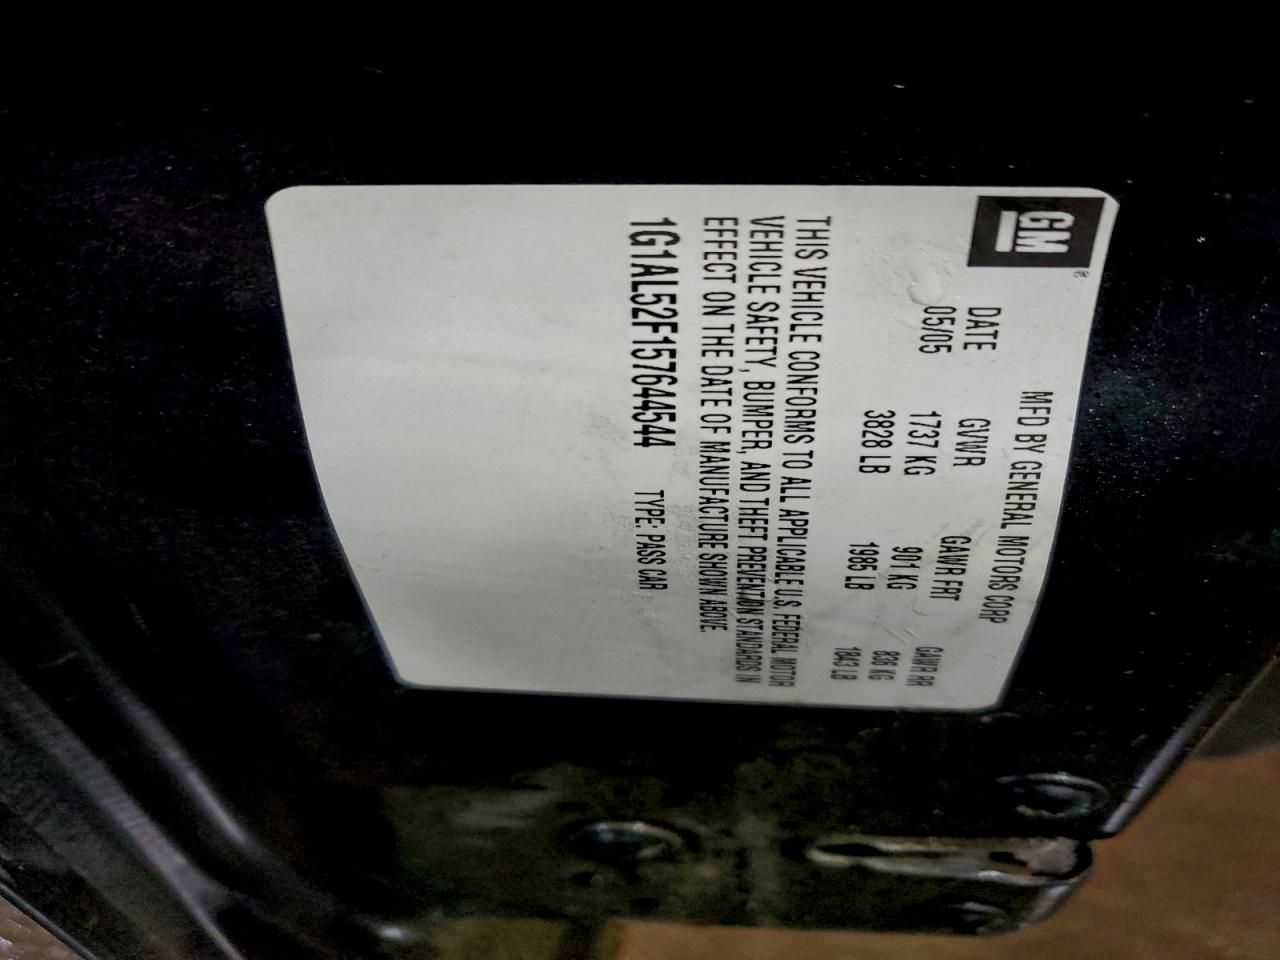 GM ®
MFD BY GENERAL MOTORS CORP
DATE GVWR GAWR FRT GAWR RR
05/05 1737 KG 901 KG 836 KG
3828 LB 1985 LB 1843 LB
THIS VEHICLE CONFORMS TO ALL APPLICABLE U.S. FEDERAL MOTOR
VEHICLE SAFETY, BUMPER, AND THEFT PREVENTION STANDARDS IN
EFFECT ON THE DATE OF MANUFACTURE SHOWN ABOVE.
1G1AL52F157644544 TYPE: PASS CAR